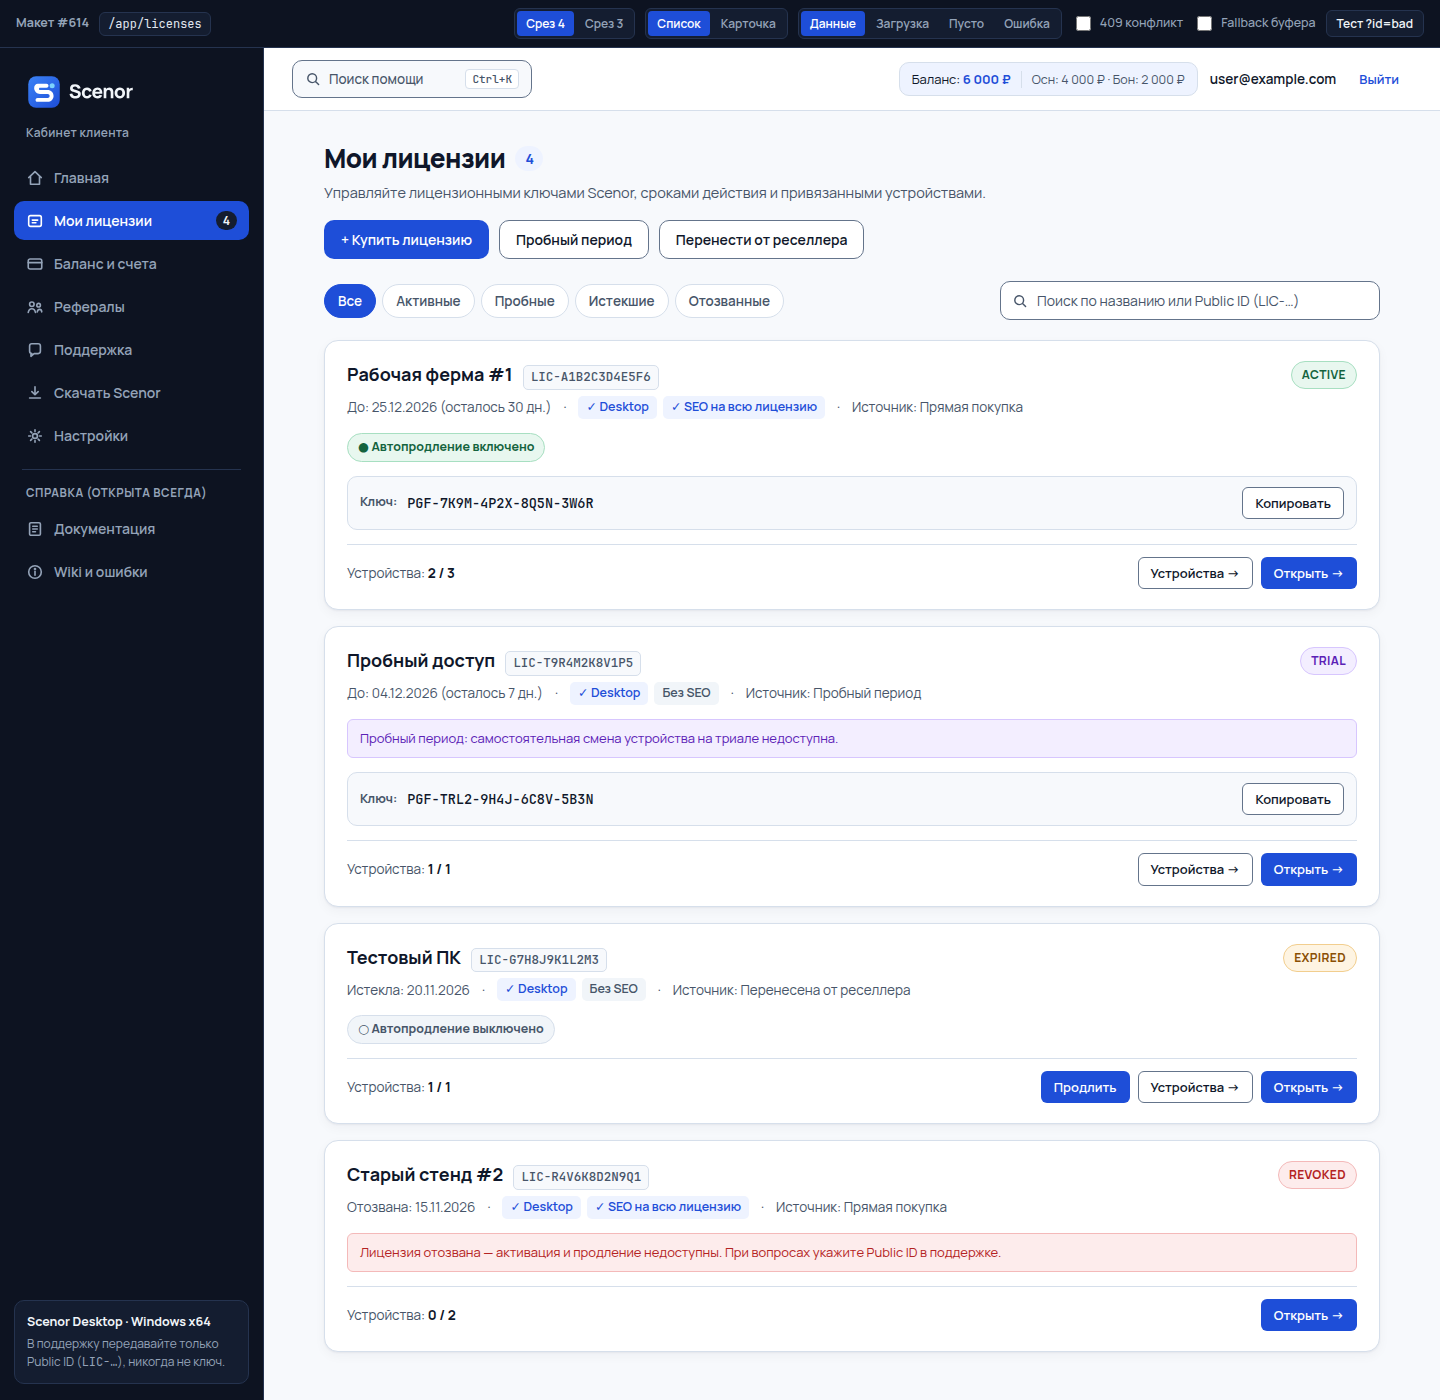 Макет #614 /app/licenses Срез 4 Срез 3 Список Карточка Данные Загрузка Пусто Ошибка 409 конфликт Fallback буфера Тест ?id=bad
Scenor
Кабинет клиента
Главная
Мои лицензии 4
Баланс и счета
Рефералы
Поддержка
Скачать Scenor
Настройки
СПРАВКА (ОТКРЫТА ВСЕГДА)
Документация
Wiki и ошибки
Scenor Desktop · Windows x64
В поддержку передавайте только
Public ID (LIC-…), никогда не ключ.
Поиск помощи Ctrl+K Баланс: 6 000 ₽ Осн: 4 000 ₽ · Бон: 2 000 ₽ user@example.com Выйти
Мои лицензии 4
Управляйте лицензионными ключами Scenor, сроками действия и привязанными устройствами.
+ Купить лицензию Пробный период Перенести от реселлера
Все Активные Пробные Истекшие Отозванные Поиск по названию или Public ID (LIC-…)
Рабочая ферма #1 LIC-A1B2C3D4E5F6 ACTIVE
До: 25.12.2026 (осталось 30 дн.) · ✓ Desktop ✓ SEO на всю лицензию · Источник: Прямая покупка
● Автопродление включено
Ключ: PGF-7K9M-4P2X-8Q5N-3W6R Копировать
Устройства: 2 / 3 Устройства → Открыть →
Пробный доступ LIC-T9R4M2K8V1P5 TRIAL
До: 04.12.2026 (осталось 7 дн.) · ✓ Desktop Без SEO · Источник: Пробный период
Пробный период: самостоятельная смена устройства на триале недоступна.
Ключ: PGF-TRL2-9H4J-6C8V-5B3N Копировать
Устройства: 1 / 1 Устройства → Открыть →
Тестовый ПК LIC-G7H8J9K1L2M3 EXPIRED
Истекла: 20.11.2026 · ✓ Desktop Без SEO · Источник: Перенесена от реселлера
○ Автопродление выключено
Устройства: 1 / 1 Продлить Устройства → Открыть →
Старый стенд #2 LIC-R4V6K8D2N9Q1 REVOKED
Отозвана: 15.11.2026 · ✓ Desktop ✓ SEO на всю лицензию · Источник: Прямая покупка
Лицензия отозвана — активация и продление недоступны. При вопросах укажите Public ID в поддержке.
Устройства: 0 / 2 Открыть →